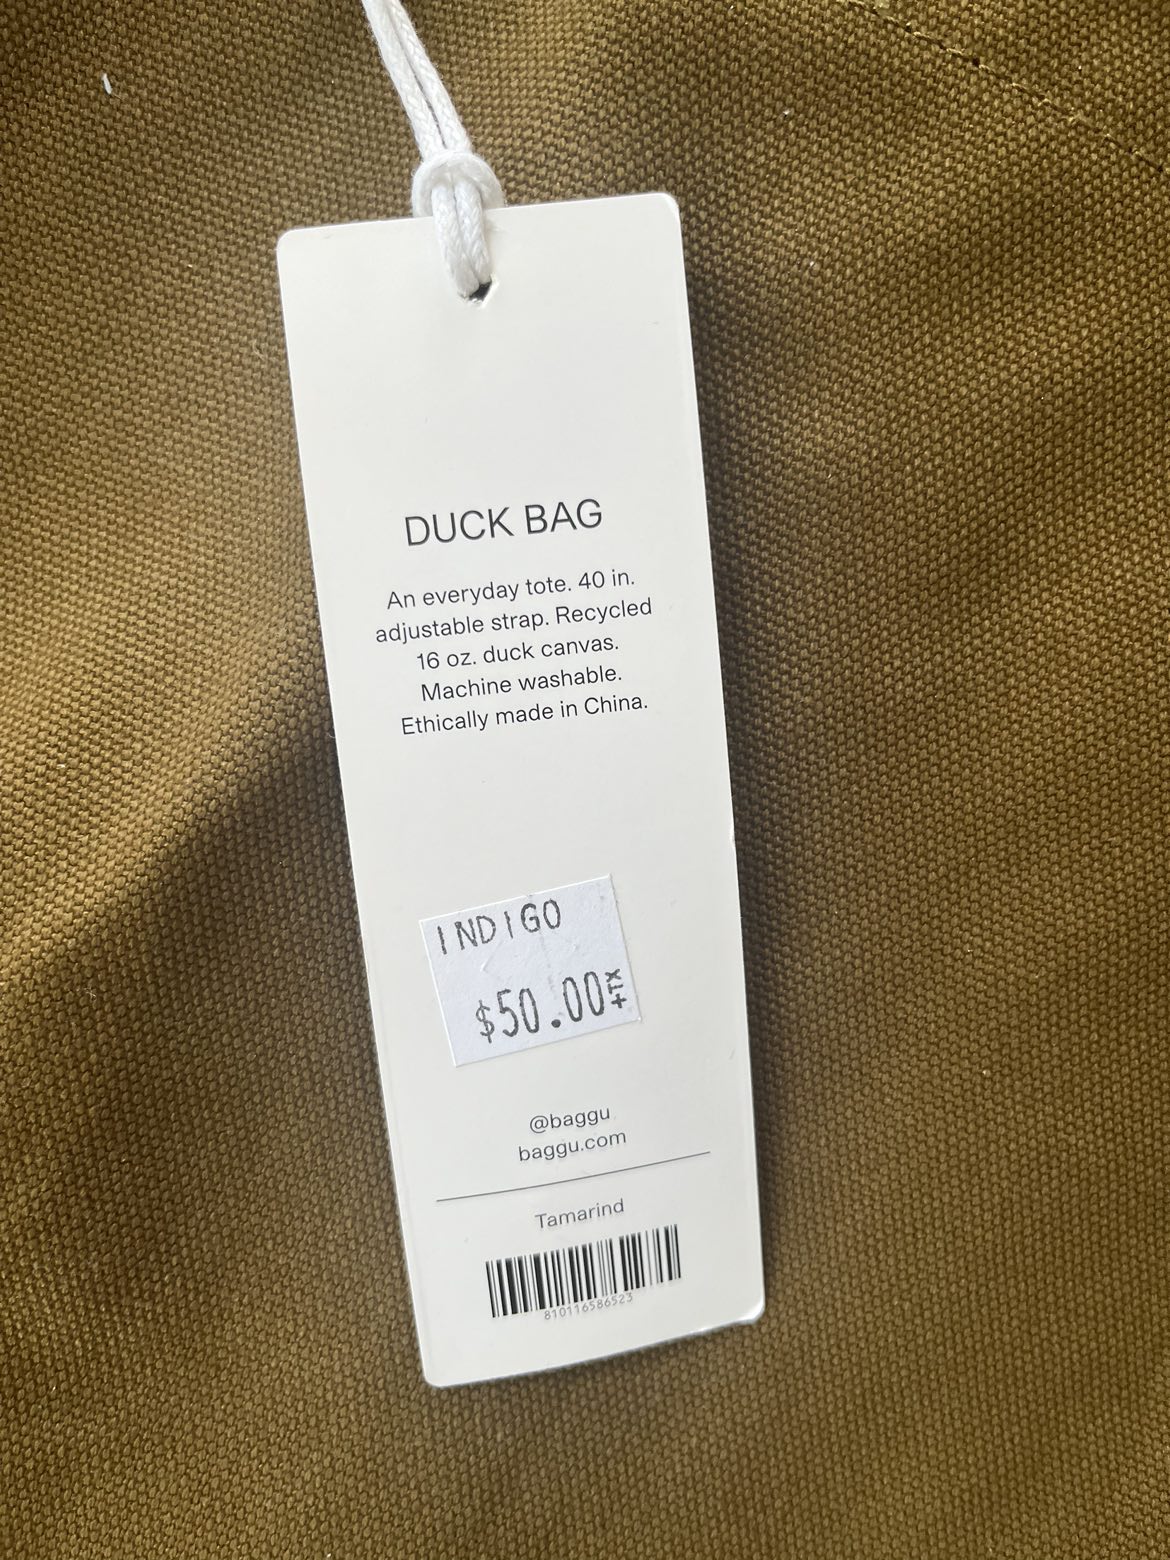 DUCK BAG
An everyday tote. 40 in.
adjustable strap. Recycled
16 oz. duck canvas.
Machine washable.
Ethically made in China.
INDIGO
$50.00+TX
@baggu
baggu.com
Tamarind
810116586523